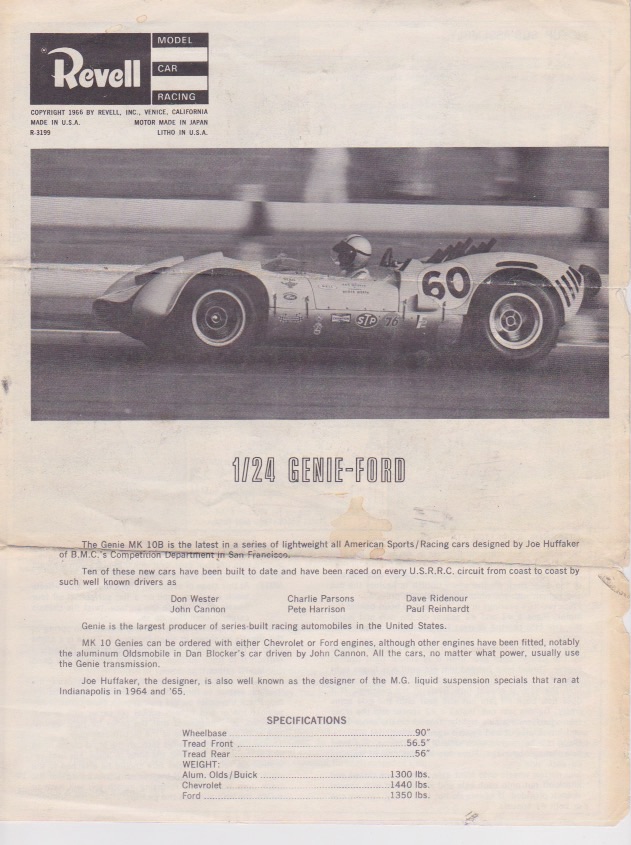 Revell
MODEL
CAR
RACING
COPYRIGHT 1966 BY REVELL, INC., VENICE, CALIFORNIA
MADE IN U.S.A. MOTOR MADE IN JAPAN
R-3199 LITHO IN U.S.A.
60
STP 76
1/24 GENIE-FORD
The Genie MK 10B is the latest in a series of lightweight all American Sports/Racing cars designed by Joe Huffaker
of B.M.C.'s Competition Department in San Francisco.
Ten of these new cars have been built to date and have been raced on every U.S.R.R.C. circuit from coast to coast by
such well known drivers as
Don Wester Charlie Parsons Dave Ridenour
John Cannon Pete Harrison Paul Reinhardt
Genie is the largest producer of series-built racing automobiles in the United States.
MK 10 Genies can be ordered with either Chevrolet or Ford engines, although other engines have been fitted, notably
the aluminum Oldsmobile in Dan Blocker's car driven by John Cannon. All the cars, no matter what power, usually use
the Genie transmission.
Joe Huffaker, the designer, is also well known as the designer of the M.G. liquid suspension specials that ran at
Indianapolis in 1964 and '65.
SPECIFICATIONS
Wheelbase 90"
Tread Front 56.5"
Tread Rear 56"
WEIGHT:
Alum. Olds/Buick 1300 lbs.
Chevrolet 1440 lbs.
Ford 1350 lbs.